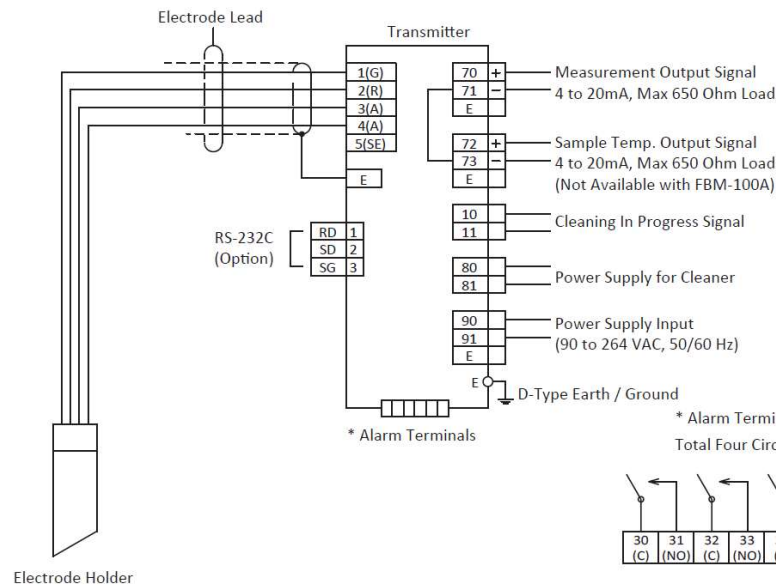 Electrode Lead
Transmitter
1(G)
2(R)
3(A)
4(A)
5(SE)
E
RD 1
SD 2
SG 3
RS-232C
(Option)
70 +
71 −
E
Measurement Output Signal
4 to 20mA, Max 650 Ohm Load
72 +
73 −
E
Sample Temp. Output Signal
4 to 20mA, Max 650 Ohm Load
(Not Available with FBM-100A)
10
11
Cleaning In Progress Signal
80
81
Power Supply for Cleaner
90
91
E
Power Supply Input
(90 to 264 VAC, 50/60 Hz)
E
D-Type Earth / Ground
* Alarm Terminals
* Alarm Termi
Total Four Circ
30 31 32 33
(C) (NO) (C) (NO)
Electrode Holder